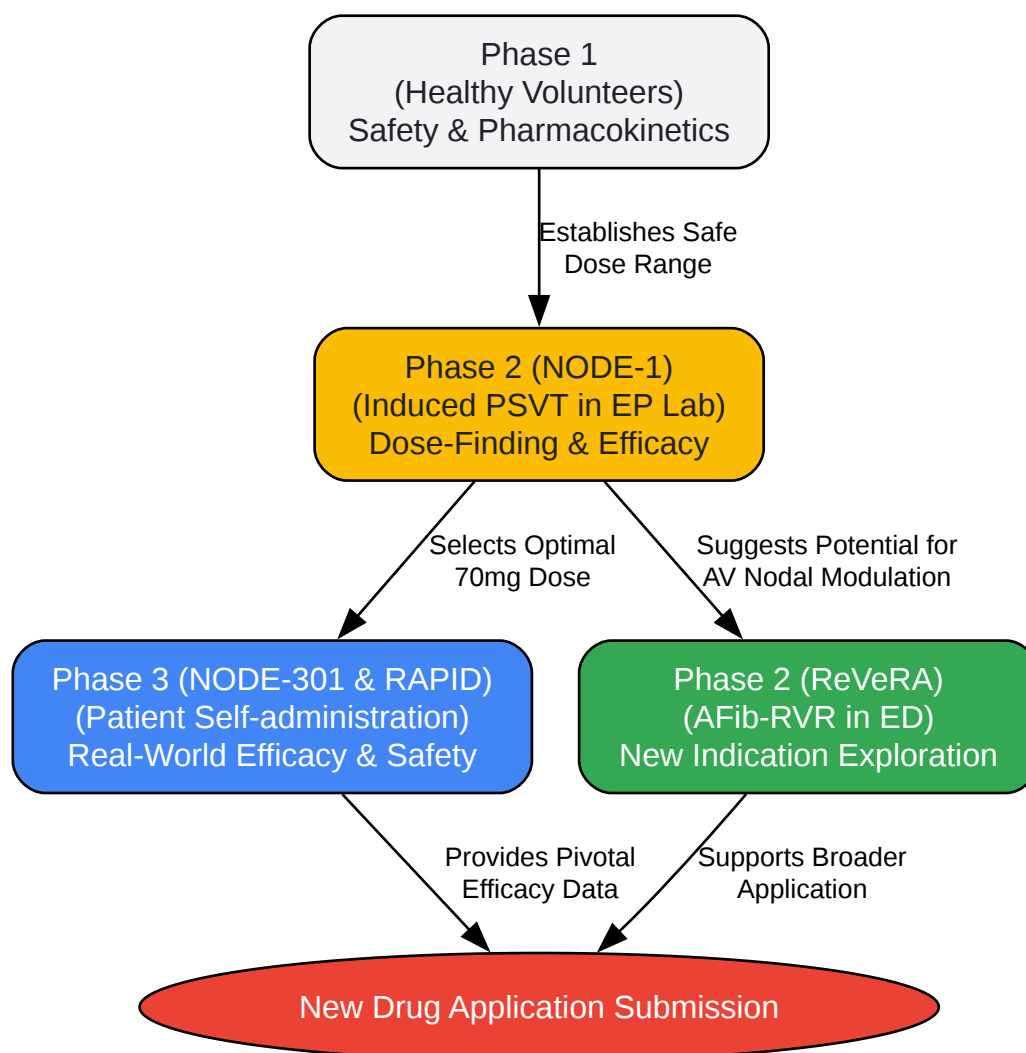 Phase 1
(Healthy Volunteers)
Safety & Pharmacokinetics
Establishes Safe
Dose Range
Phase 2 (NODE-1)
(Induced PSVT in EP Lab)
Dose-Finding & Efficacy
Selects Optimal
70mg Dose
Suggests Potential for
AV Nodal Modulation
Phase 3 (NODE-301 & RAPID)
(Patient Self-administration)
Real-World Efficacy & Safety
Phase 2 (ReVeRA)
(AFib-RVR in ED)
New Indication Exploration
Provides Pivotal
Efficacy Data
Supports Broader
Application
New Drug Application Submission